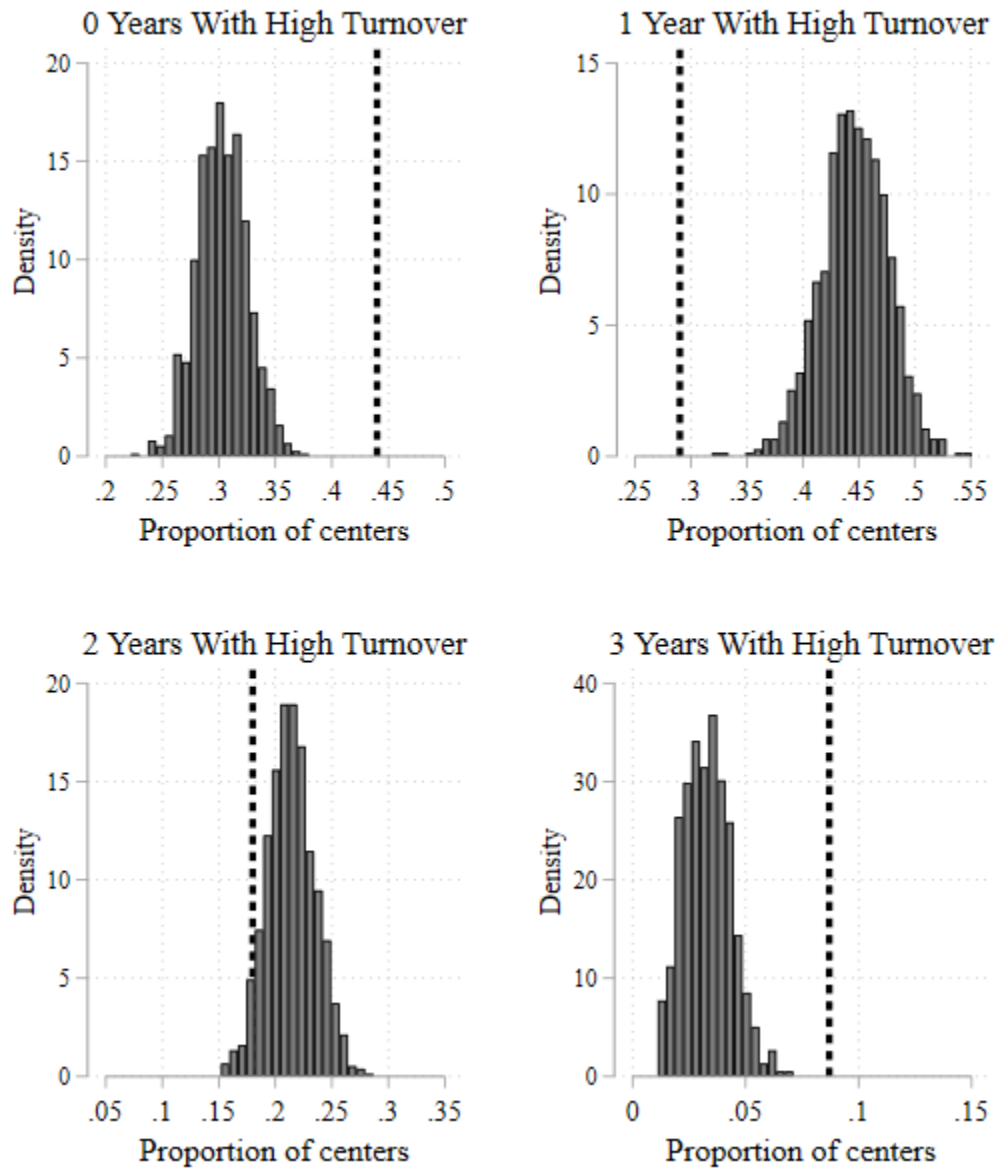 0 Years With High Turnover
20
15
10
5
0
Density
.2 .25 .3 .35 .4 .45 .5
Proportion of centers
1 Year With High Turnover
15
10
5
0
Density
.25 .3 .35 .4 .45 .5 .55
Proportion of centers
2 Years With High Turnover
20
15
10
5
0
Density
.05 .1 .15 .2 .25 .3 .35
Proportion of centers
3 Years With High Turnover
40
30
20
10
0
Density
0 .05 .1 .15
Proportion of centers